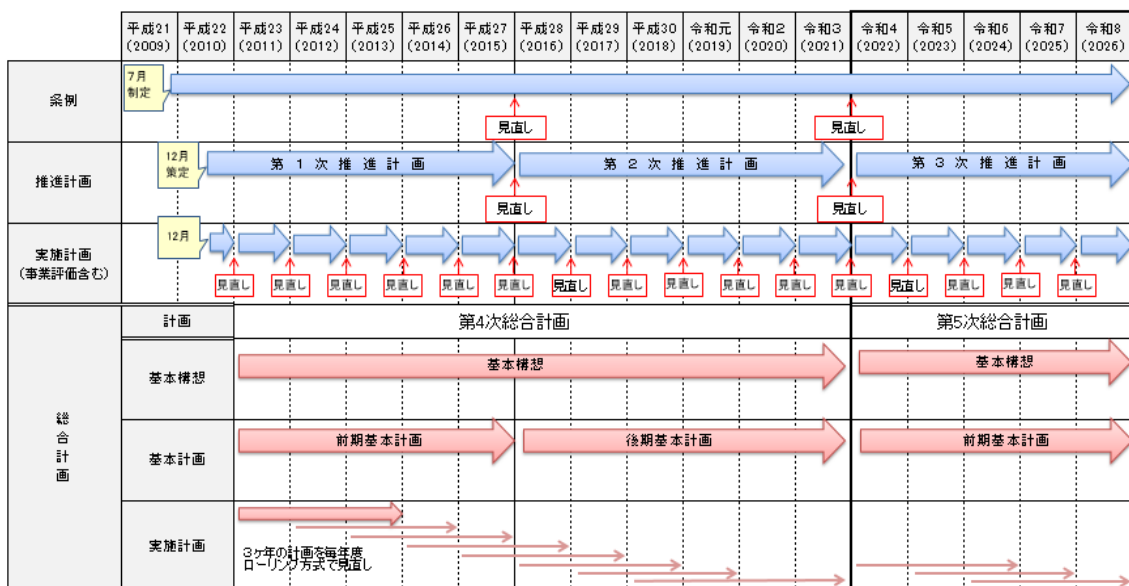 平成21 平成22 平成23 平成24 平成25 平成26 平成27 平成28 平成29 平成30 令和元 令和2 令和3 令和4 令和5 令和6 令和7 令和8
(2009) (2010) (2011) (2012) (2013) (2014) (2015) (2016) (2017) (2018) (2019) (2020) (2021) (2022) (2023) (2024) (2025) (2026)
条例
7月
制定
見直し 見直し
推進計画
12月
策定
第1次推進計画 第2次推進計画 第3次推進計画
見直し 見直し
実施計画
(事業評価含む)
12月
見直し 見直し 見直し 見直し 見直し 見直し 見直し 見直し 見直し 見直し 見直し 見直し 見直し 見直し 見直し 見直し
総合計画
計画 第4次総合計画 第5次総合計画
基本構想 基本構想 基本構想
基本計画 前期基本計画 後期基本計画 前期基本計画
実施計画
3ヶ年の計画を毎年度
ローリング方式で見直し